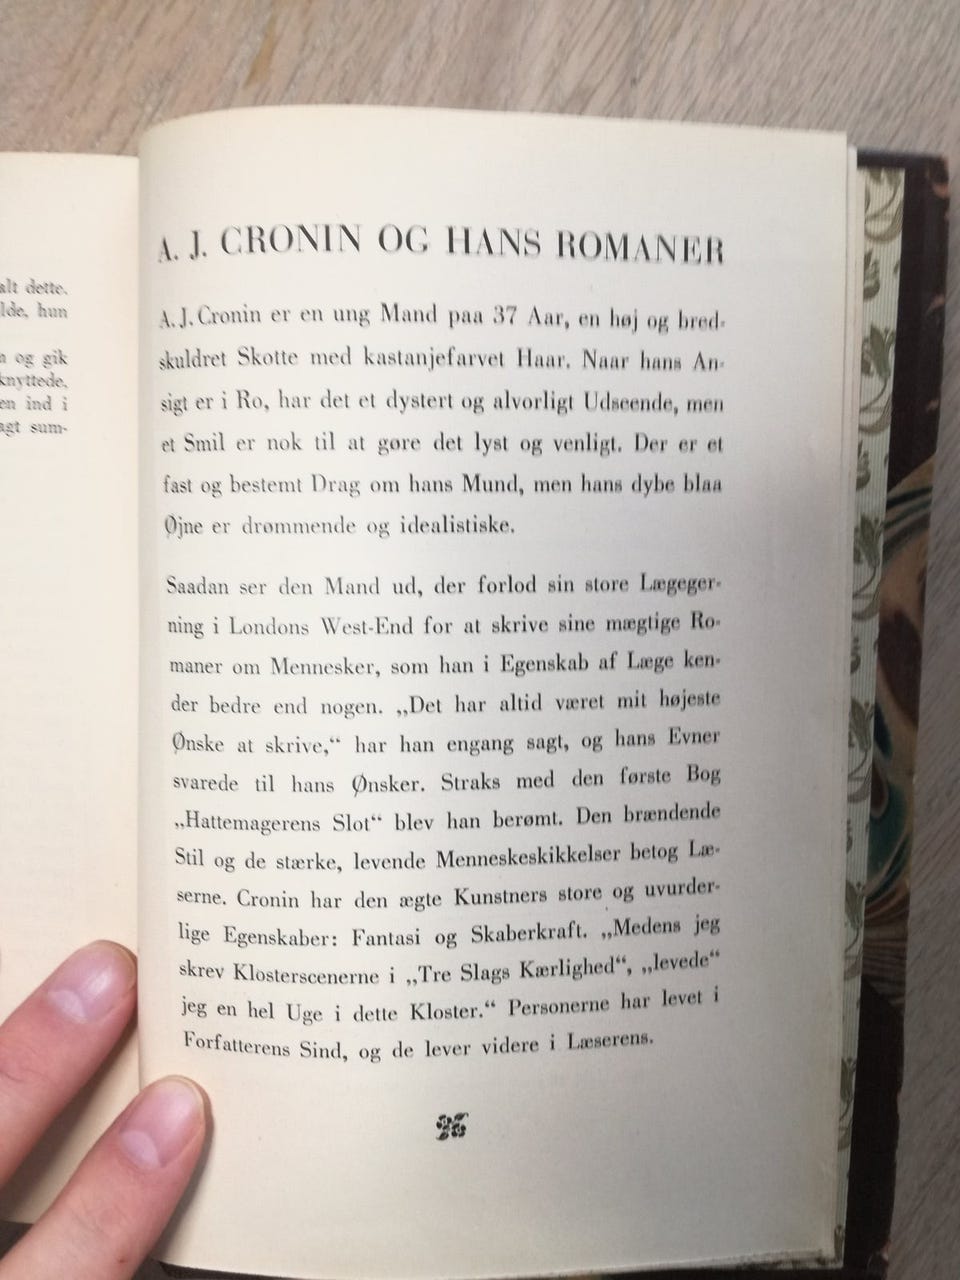 alt dette.
lde, hun
og gik
knyttede,
en ind i
agt sum-
A. J. CRONIN OG HANS ROMANER
A. J. Cronin er en ung Mand paa 37 Aar, en høj og bred-
skuldret Skotte med kastanjefarvet Haar. Naar hans An-
sigt er i Ro, har det et dystert og alvorligt Udseende, men
et Smil er nok til at gøre det lyst og venligt. Der er et
fast og bestemt Drag om hans Mund, men hans dybe blaa
Øjne er drømmende og idealistiske.
Saadan ser den Mand ud, der forlod sin store Lægeger-
ning i Londons West-End for at skrive sine mægtige Ro-
maner om Mennesker, som han i Egenskab af Læge ken-
der bedre end nogen. „Det har altid været mit højeste
Ønske at skrive,“ har han engang sagt, og hans Evner
svarede til hans Ønsker. Straks med den første Bog
„Hattemagerens Slot“ blev han berømt. Den brændende
Stil og de stærke, levende Menneskeskikkelser betog Læ-
serne. Cronin har den ægte Kunstners store og uvurder-
lige Egenskaber: Fantasi og Skaberkraft. „Medens jeg
skrev Klosterscenerne i „Tre Slags Kærlighed“, „levede“
jeg en hel Uge i dette Kloster.“ Personerne har levet i
Forfatterens Sind, og de lever videre i Læserens.